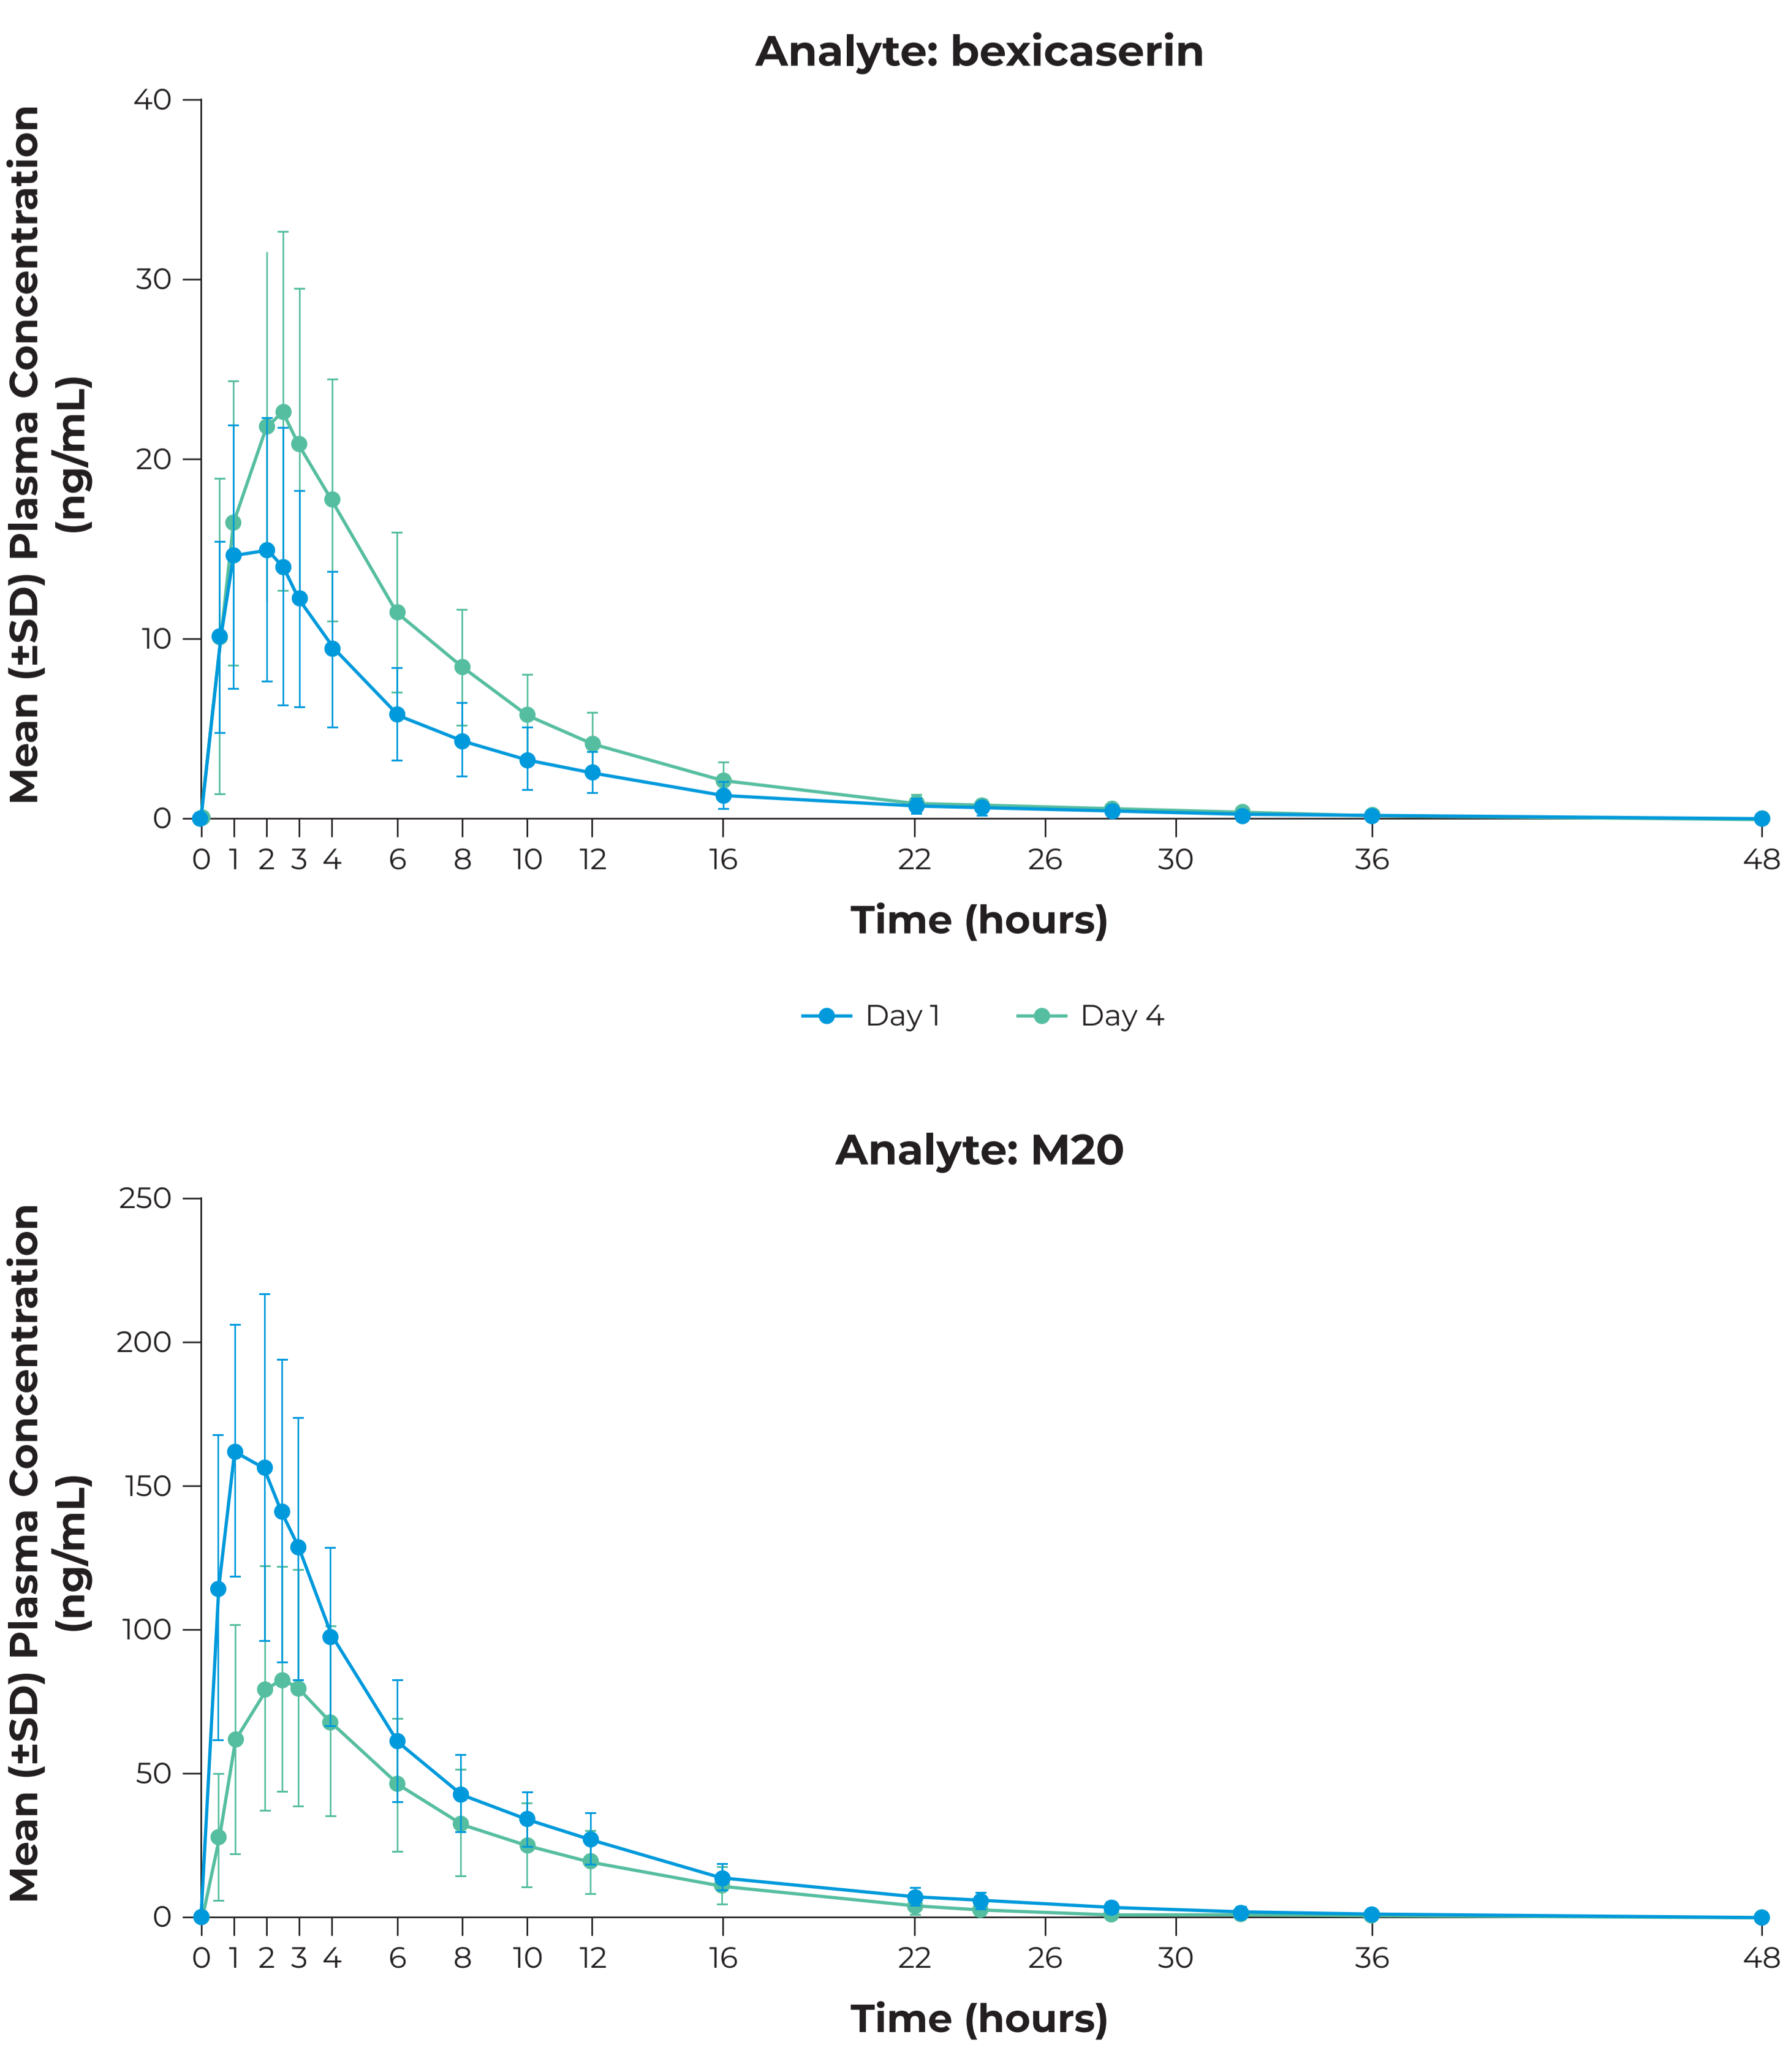 Analyte: bexicaserin
Mean (±SD) Plasma Concentration
(ng/mL)
40
30
20
10
0
0 1 2 3 4 6 8 10 12 16 22 26 30 36 48
Time (hours)
Day 1 Day 4
Analyte: M20
Mean (±SD) Plasma Concentration
(ng/mL)
250
200
150
100
50
0
0 1 2 3 4 6 8 10 12 16 22 26 30 36 48
Time (hours)